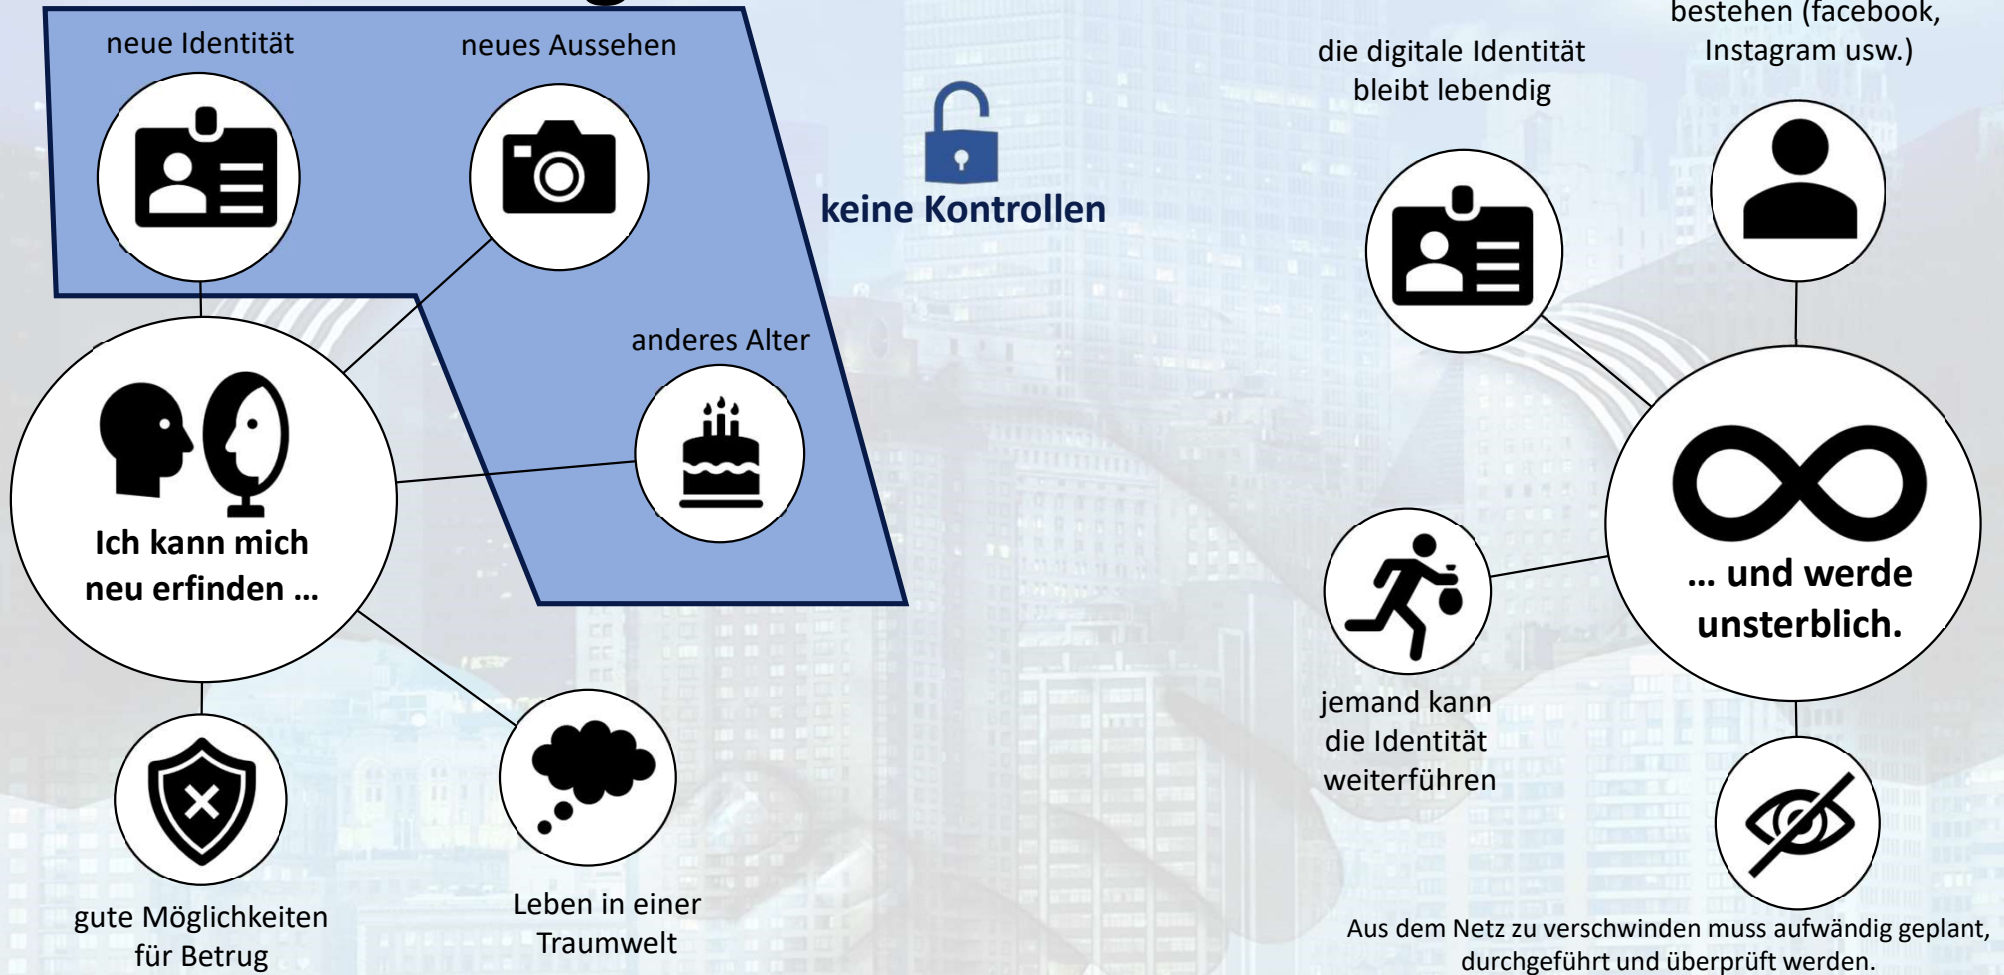 neue Identität
neues Aussehen
keine Kontrollen
anderes Alter
Ich kann mich
neu erfinden ...
gute Möglichkeiten
für Betrug
Leben in einer
Traumwelt
die digitale Identität
bleibt lebendig
bestehen (facebook,
Instagram usw.)
... und werde
unsterblich.
jemand kann
die Identität
weiterführen
Aus dem Netz zu verschwinden muss aufwändig geplant,
durchgeführt und überprüft werden.